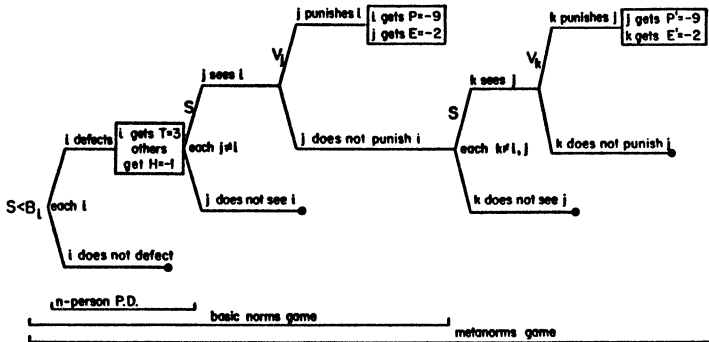 S<B_i
each i
i defects
i does not defect
i gets T=3
others
get H=-1
S
each j≠i
j sees i
j does not see i
V_j
j punishes i
j does not punish i
i gets P=-9
j gets E=-2
S
each k≠i, j
k sees j
k does not see j
V_k
k punishes j
k does not punish j
j gets P'=-9
k gets E'=-2
n-person P.D.
basic norms game
metanorms game